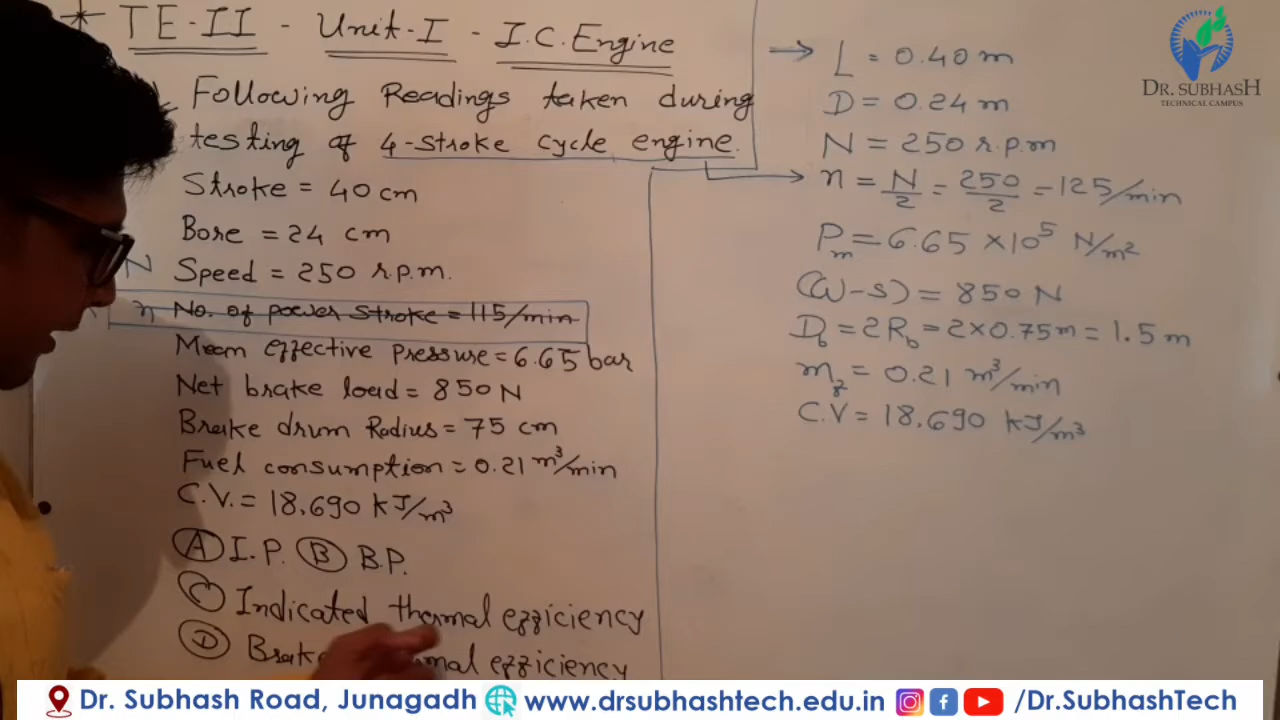 * TE-II - Unit-I - I.C. Engine
Following Readings taken during
testing of 4-stroke cycle engine.
Stroke = 40 cm
Bore = 24 cm
N Speed = 250 r.p.m.
n No. of power stroke = 115/min
Mean effective pressure = 6.65 bar
Net brake load = 850 N
Brake drum Radius = 75 cm
Fuel consumption = 0.21 m³/min
C.V. = 18.690 kJ/m³
(A) I.P. (B) B.P.
(C) Indicated thermal efficiency
(D) efficiency
→ L = 0.40 m
D = 0.24 m
N = 250 r.p.m
→ n = N/2 = 250/2 = 125/min
Pm = 6.65 × 10⁵ N/m²
(W-S) = 850 N
Db = 2Rb = 2 × 0.75 m = 1.5 m
mg = 0.21 m³/min
C.V = 18.690 kJ/m³
DR. SUBHASH
TECHNICAL CAMPUS
Dr. Subhash Road, Junagadh www.drsubhashtech.edu.in /Dr.SubhashTech